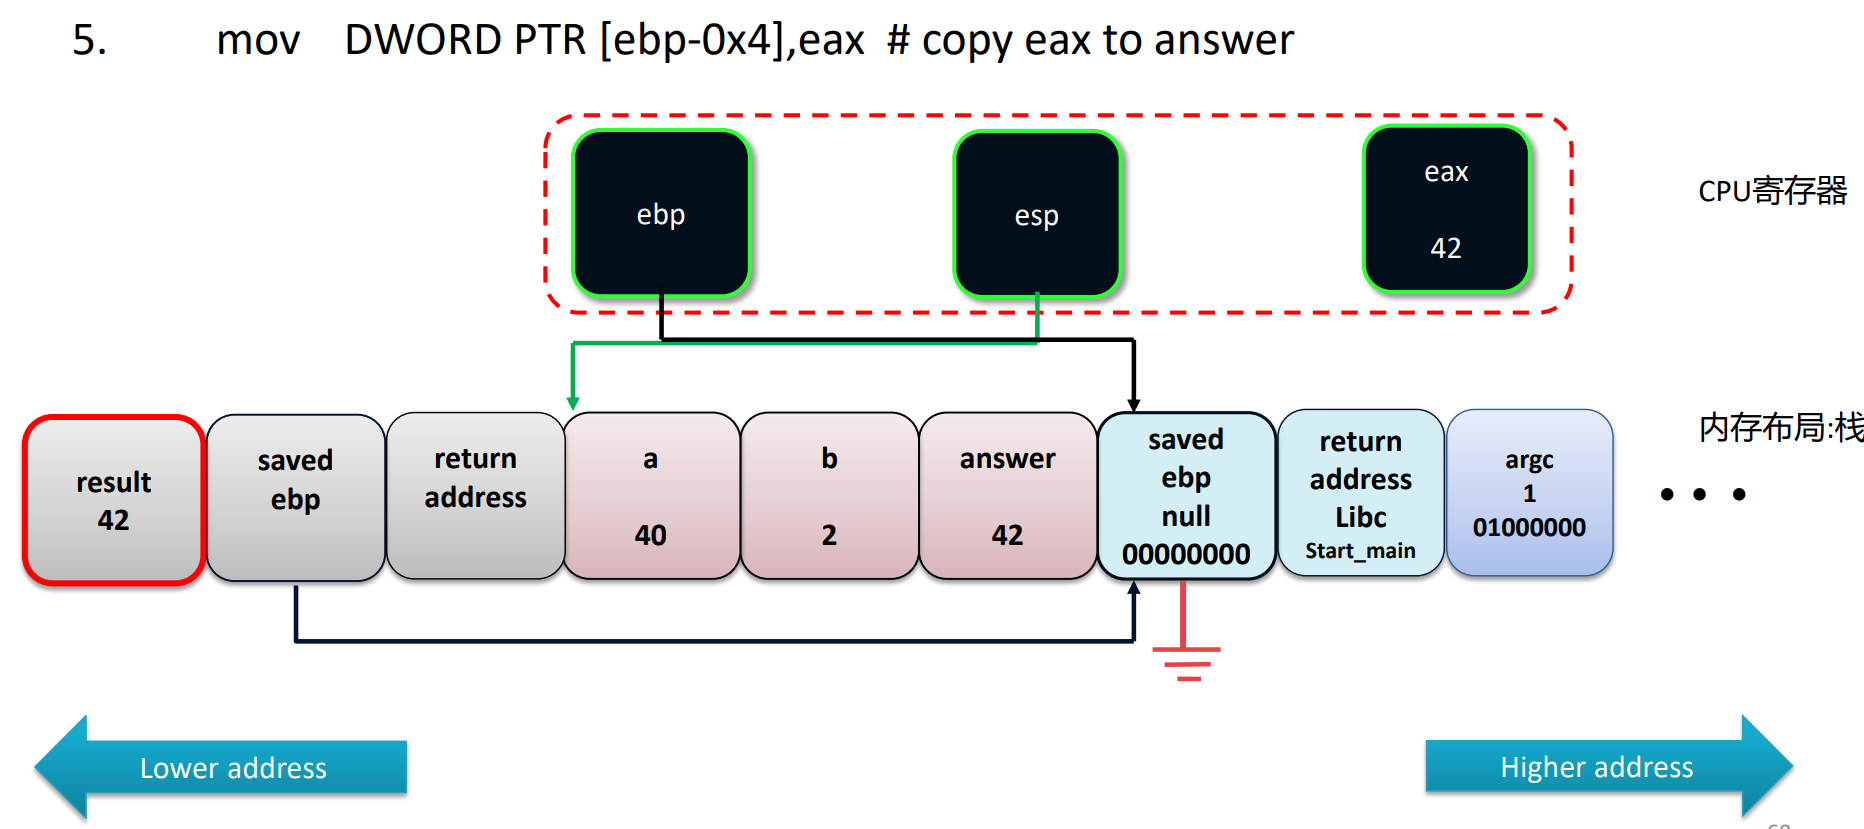 5. mov DWORD PTR [ebp-0x4],eax # copy eax to answer
ebp
esp
eax
42
CPU寄存器
内存布局:栈
result
42
saved
ebp
return
address
a
40
b
2
answer
42
saved
ebp
null
00000000
return
address
Libc
Start_main
argc
1
01000000
• • •
Lower address
Higher address